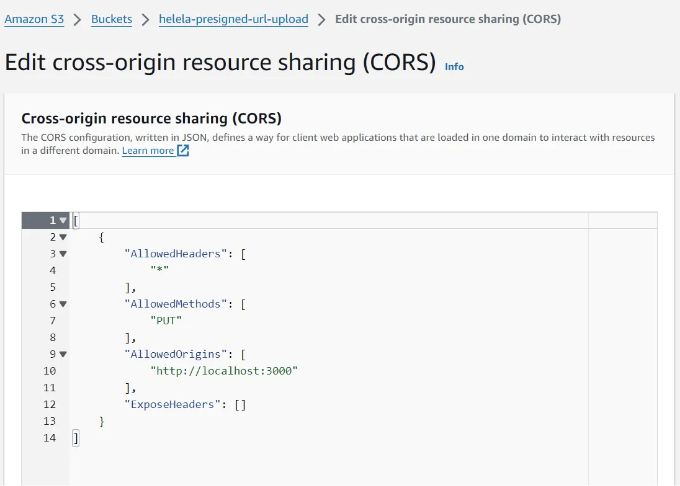 Amazon S3 > Buckets > helela-presigned-url-upload > Edit cross-origin resource sharing (CORS)
Edit cross-origin resource sharing (CORS) Info
Cross-origin resource sharing (CORS)
The CORS configuration, written in JSON, defines a way for client web applications that are loaded in one domain to interact with resources
in a different domain. Learn more
1 [
2 {
3 "AllowedHeaders": [
4 "*"
5 ],
6 "AllowedMethods": [
7 "PUT"
8 ],
9 "AllowedOrigins": [
10 "http://localhost:3000"
11 ],
12 "ExposeHeaders": []
13 }
14 ]